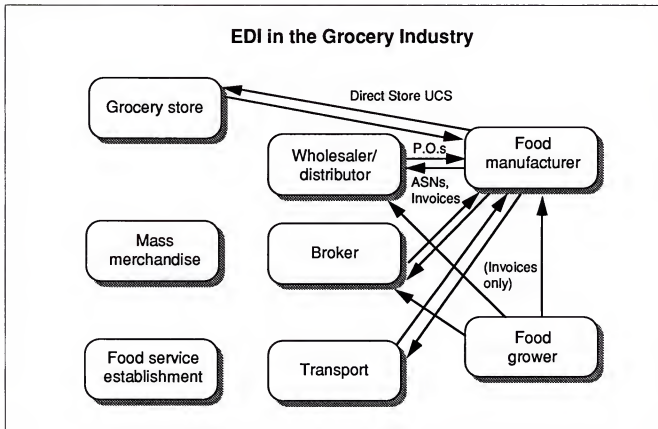 EDI in the Grocery Industry
Grocery store
Direct Store UCS
Food
manufacturer
Wholesaler/
distributor
P.O.s
ASNs,
Invoices
Mass
merchandise
Broker
(Invoices
only)
Food service
establishment
Transport
Food
grower